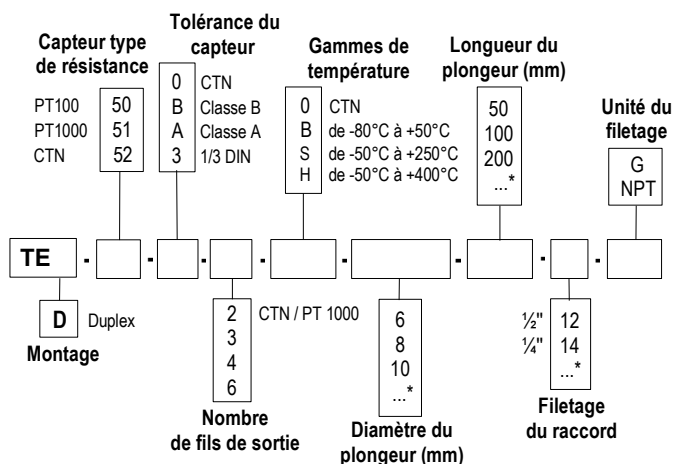 Capteur type
de résistance
PT100 50
PT1000 51
CTN 52
Tolérance du
capteur
0 CTN
B Classe B
A Classe A
3 1/3 DIN
Gammes de
température
0 CTN
B de -80°C à +50°C
S de -50°C à +250°C
H de -50°C à +400°C
Longueur du
plongeur (mm)
50
100
200
...*
Unité du
filetage
G
NPT
TE - - - - - - - -
D Duplex
Montage
2 CTN / PT 1000
3
4
6
Nombre
de fils de sortie
6
8
10
...*
Diamètre du
plongeur (mm)
½" 12
¼" 14
...*
Filetage
du raccord